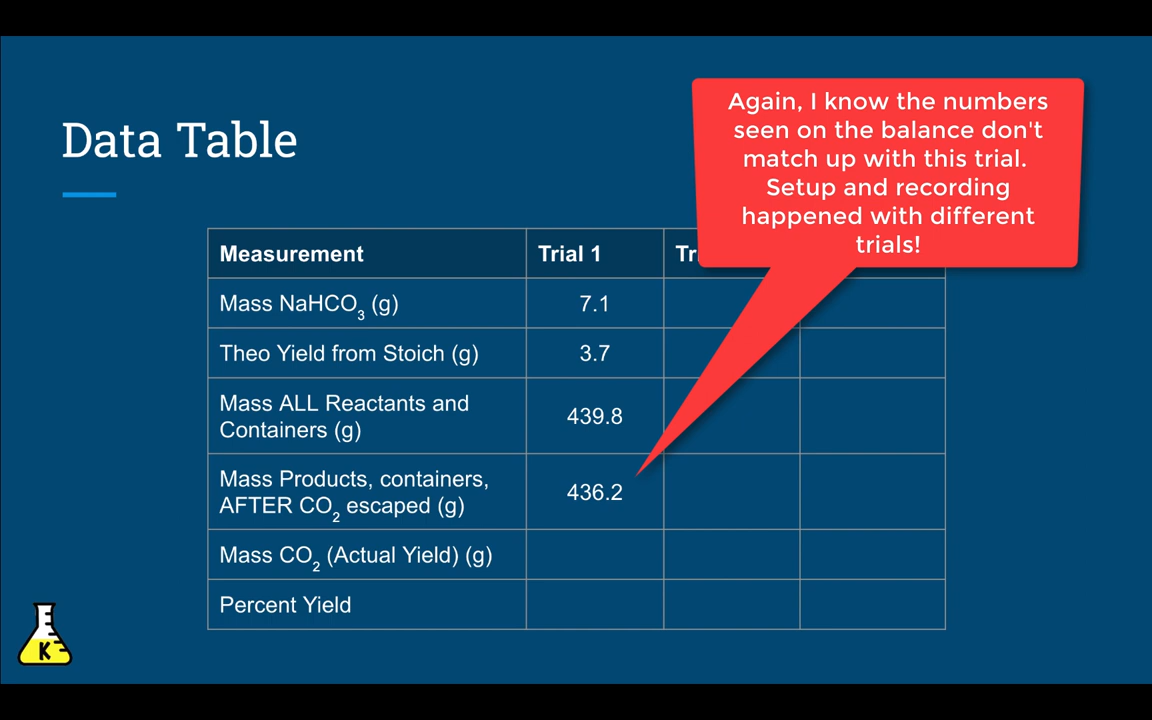 Again, I know the numbers
seen on the balance don't
match up with this trial.
Setup and recording
happened with different
trials!
Data Table
Measurement Trial 1 Tr
Mass NaHCO₃ (g) 7.1
Theo Yield from Stoich (g) 3.7
Mass ALL Reactants and
Containers (g) 439.8
Mass Products, containers,
AFTER CO₂ escaped (g) 436.2
Mass CO₂ (Actual Yield) (g)
Percent Yield
K